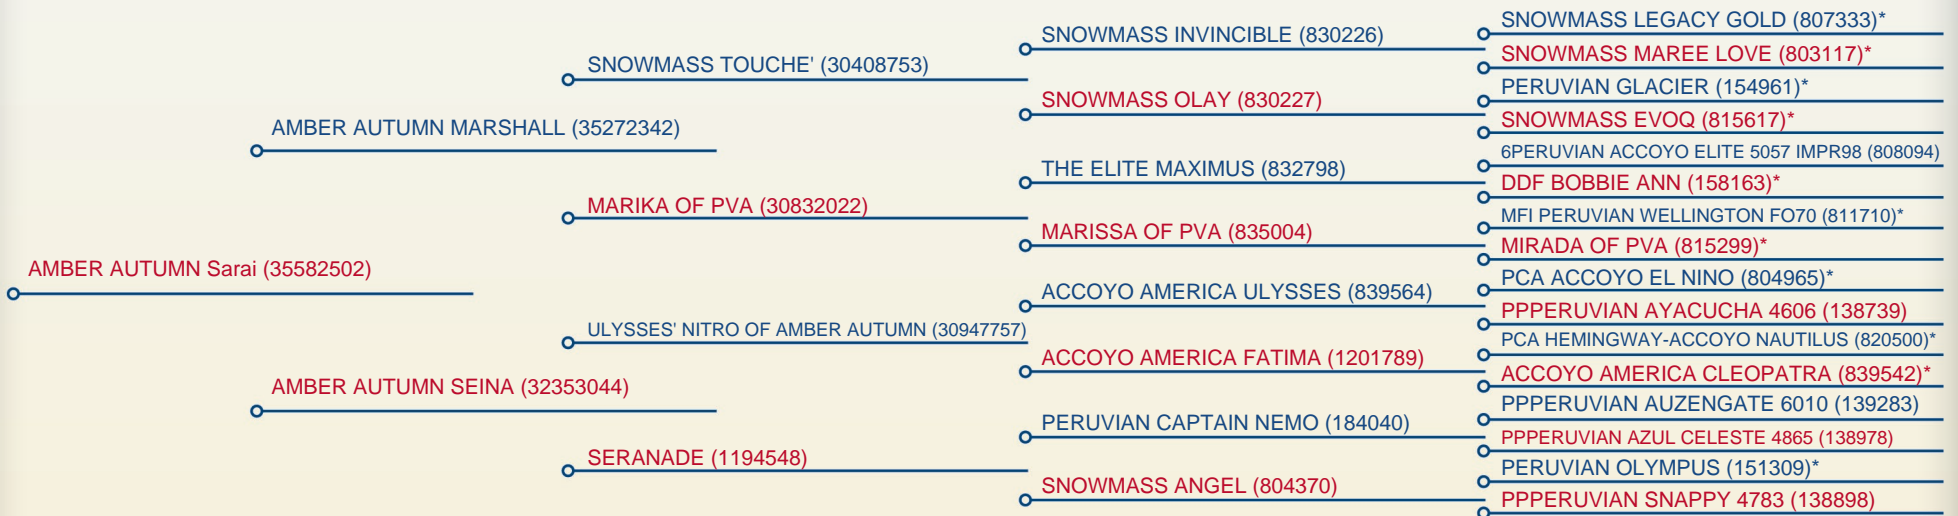 SNOWMASS LEGACY GOLD (807333)*
SNOWMASS INVINCIBLE (830226)
SNOWMASS MAREE LOVE (803117)*
SNOWMASS TOUCHE' (30408753)
PERUVIAN GLACIER (154961)*
SNOWMASS OLAY (830227)
SNOWMASS EVOQ (815617)*
AMBER AUTUMN MARSHALL (35272342)
6PERUVIAN ACCOYO ELITE 5057 IMPR98 (808094)
THE ELITE MAXIMUS (832798)
DDF BOBBIE ANN (158163)*
MARIKA OF PVA (30832022)
MFI PERUVIAN WELLINGTON FO70 (811710)*
MARISSA OF PVA (835004)
MIRADA OF PVA (815299)*
AMBER AUTUMN Sarai (35582502)
PCA ACCOYO EL NINO (804965)*
ACCOYO AMERICA ULYSSES (839564)
PPPERUVIAN AYACUCHA 4606 (138739)
ULYSSES' NITRO OF AMBER AUTUMN (30947757)
PCA HEMINGWAY-ACCOYO NAUTILUS (820500)*
ACCOYO AMERICA FATIMA (1201789)
ACCOYO AMERICA CLEOPATRA (839542)*
AMBER AUTUMN SEINA (32353044)
PPPERUVIAN AUZENGATE 6010 (139283)
PERUVIAN CAPTAIN NEMO (184040)
PPPERUVIAN AZUL CELESTE 4865 (138978)
SERANADE (1194548)
PERUVIAN OLYMPUS (151309)*
SNOWMASS ANGEL (804370)
PPPERUVIAN SNAPPY 4783 (138898)